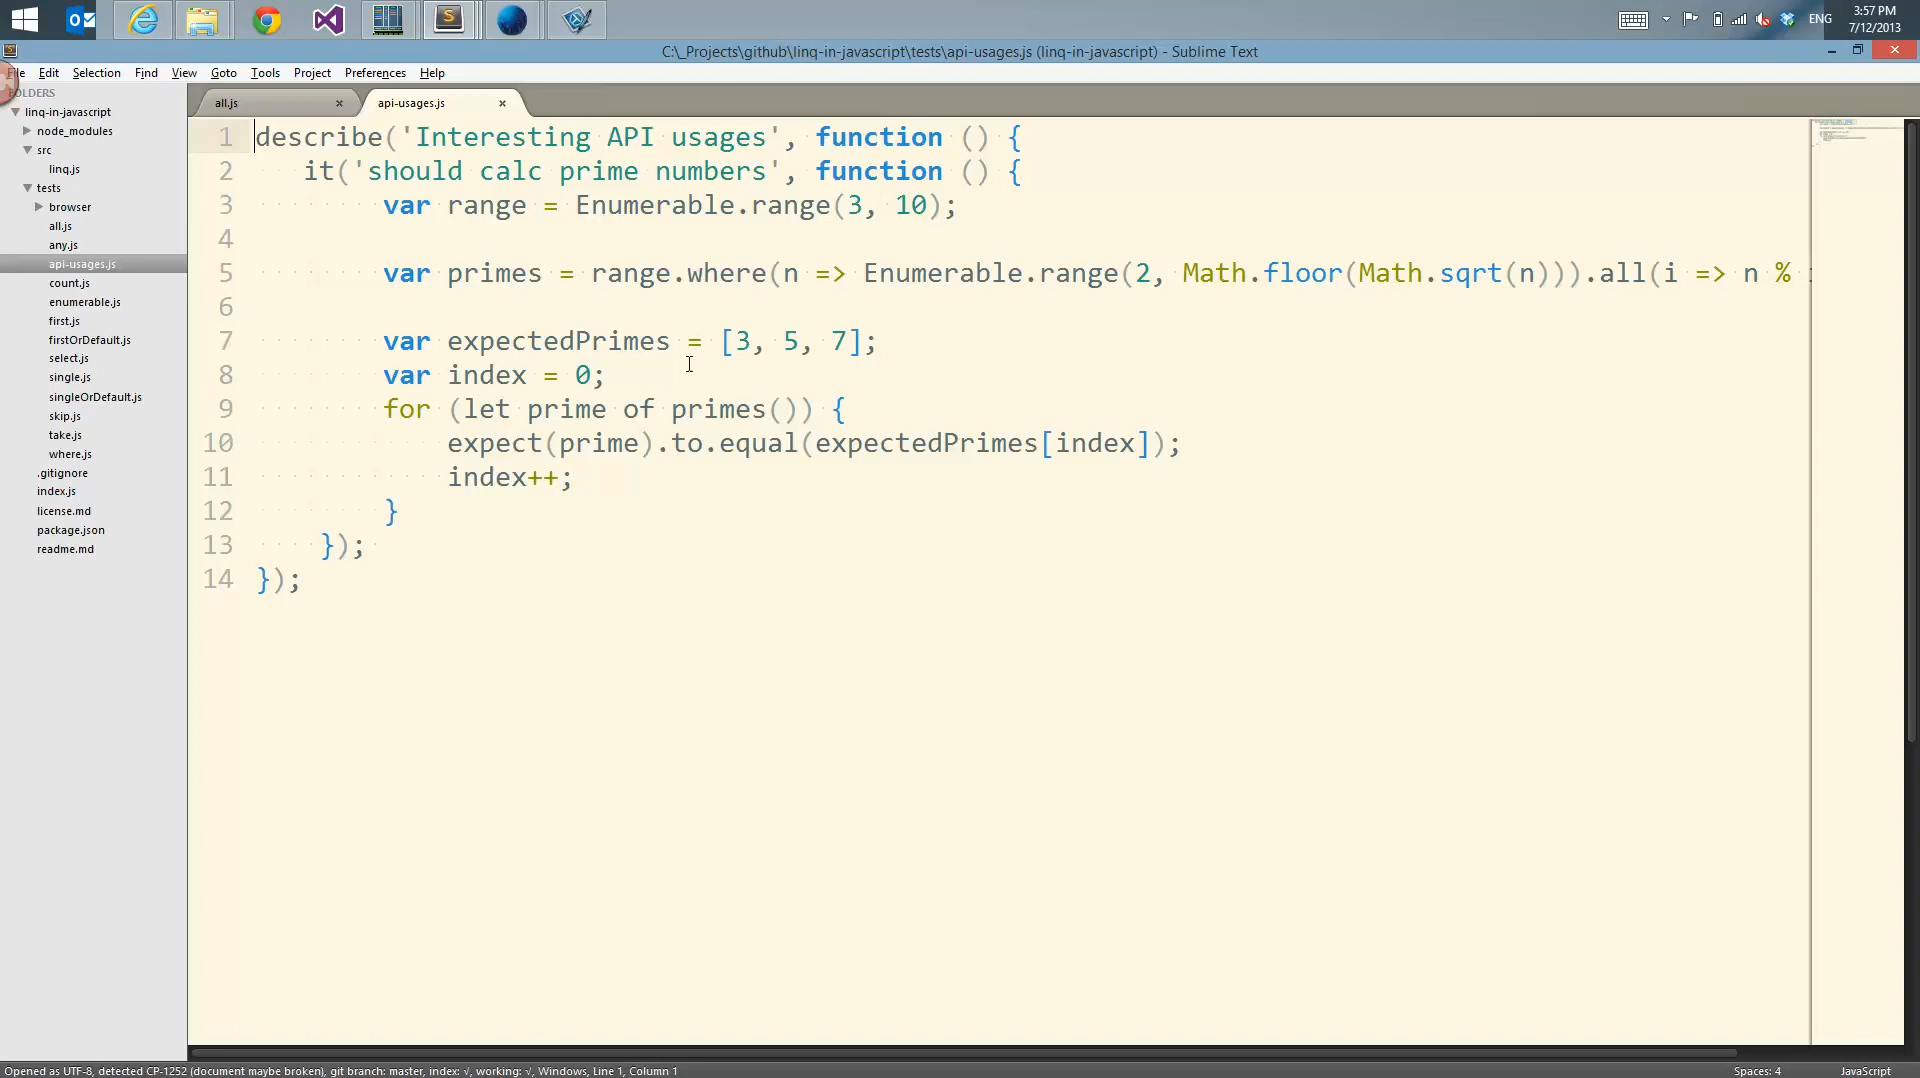 3:57 PM
ENG
7/12/2013
C:\_Projects\github\linq-in-javascript\tests\api-usages.js (linq-in-javascript) - Sublime Text
Edit Selection Find View Goto Tools Project Preferences Help
all.js
api-usages.js
linq-in-javascript
node_modules
src
linq.js
tests
browser
all.js
any.js
api-usages.js
count.js
enumerable.js
first.js
firstOrDefault.js
select.js
single.js
singleOrDefault.js
skip.js
take.js
where.js
.gitignore
index.js
license.md
package.json
readme.md
1 describe('Interesting API usages', function () {
2 it('should calc prime numbers', function () {
3 var range = Enumerable.range(3, 10);
4
5 var primes = range.where(n => Enumerable.range(2, Math.floor(Math.sqrt(n))).all(i => n %
6
7 var expectedPrimes = [3, 5, 7];
8 var index = 0;
9 for (let prime of primes()) {
10 expect(prime).to.equal(expectedPrimes[index]);
11 index++;
12 }
13 });
14 });
Opened as UTF-8, detected CP-1252 (document maybe broken), git branch: master, index: √, working: √, Windows, Line 1, Column 1
Spaces: 4
JavaScript